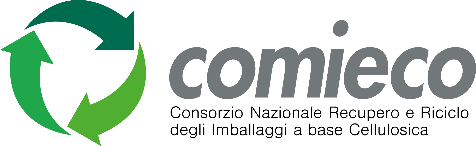 comieco
Consorzio Nazionale Recupero e Riciclo
degli Imballaggi a base Cellulosica